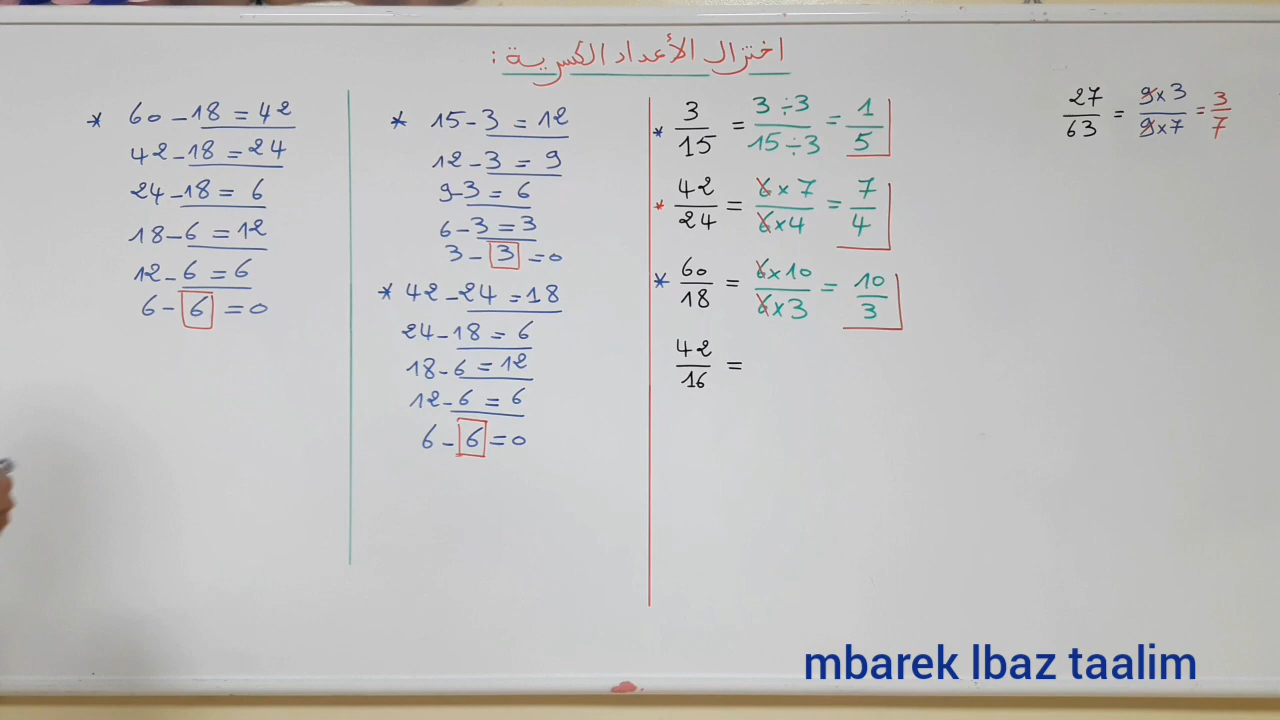 اختزال الأعداد الكسرية :
* 60 - 18 = 42
42 - 18 = 24
24 - 18 = 6
18 - 6 = 12
12 - 6 = 6
6 - 6 = 0
* 15 - 3 = 12
12 - 3 = 9
9 - 3 = 6
6 - 3 = 3
3 - 3 = 0
* 42 - 24 = 18
24 - 18 = 6
18 - 6 = 12
12 - 6 = 6
6 - 6 = 0
* 3/15 = 3 ÷ 3/15 ÷ 3 = 1/5
* 42/24 = 6 × 7/6 × 4 = 7/4
* 60/18 = 6 × 10/6 × 3 = 10/3
42/16 =
27/63 = 9 × 3/9 × 7 = 3/7
mbarek lbaz taalim